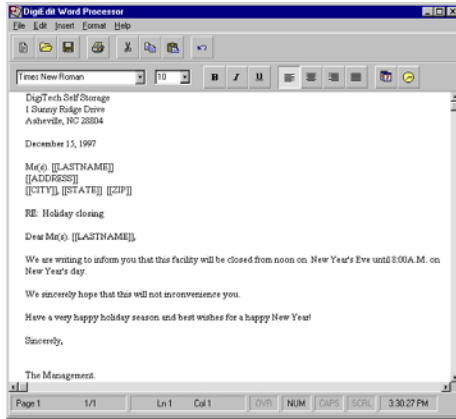 DigiEdit Word Processor
File Edit Insert Format Help
Times New Roman 10 B I U
DigiTech Self Storage
1 Sunny Ridge Drive
Asheville, NC 28804
December 15, 1997
Mr(s). [[LASTNAME]]
[[ADDRESS]]
[[CITY]], [[STATE]] [[ZIP]]
RE: Holiday closing
Dear Mr(s). [[LASTNAME]],
We are writing to inform you that this facility will be closed from noon on New Year's Eve until 8:00A.M. on
New Year's day.
We sincerely hope that this will not inconvenience you.
Have a very happy holiday season and best wishes for a happy New Year!
Sincerely,
The Management.
Page 1 1/1 Ln 1 Col 1 OVR NUM CAPS SCRL 3:30:27 PM